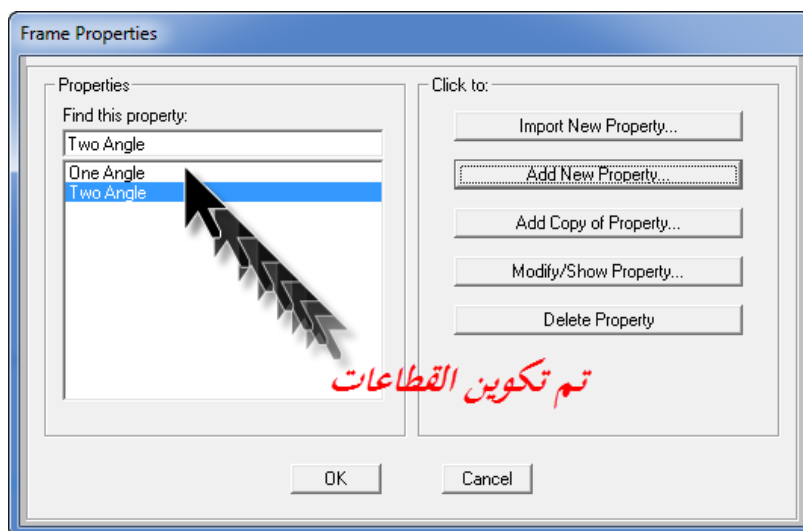 Frame Properties
Properties
Find this property:
Two Angle
One Angle
Two Angle
Click to:
Import New Property...
Add New Property...
Add Copy of Property...
Modify/Show Property...
Delete Property
تم تكوين القطاعات
OK
Cancel